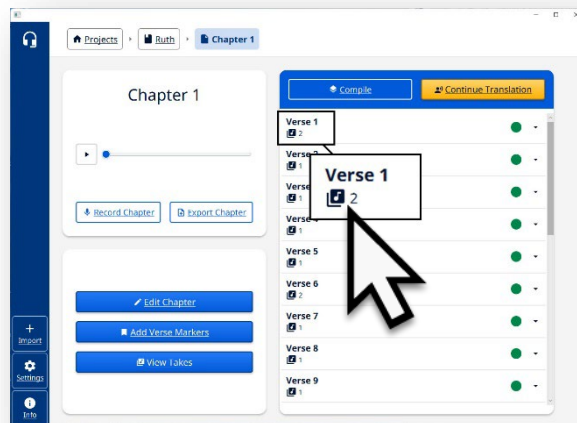 Projects
Ruth
Chapter 1
Chapter 1
Record Chapter
Export Chapter
Edit Chapter
Add Verse Markers
View Takes
Import
Settings
Info
Compile
Continue Translation
Verse 1
2
1
Verse
1
Verse 1
2
1
Verse 5
1
Verse 6
2
Verse 7
1
Verse 8
1
Verse 9
1